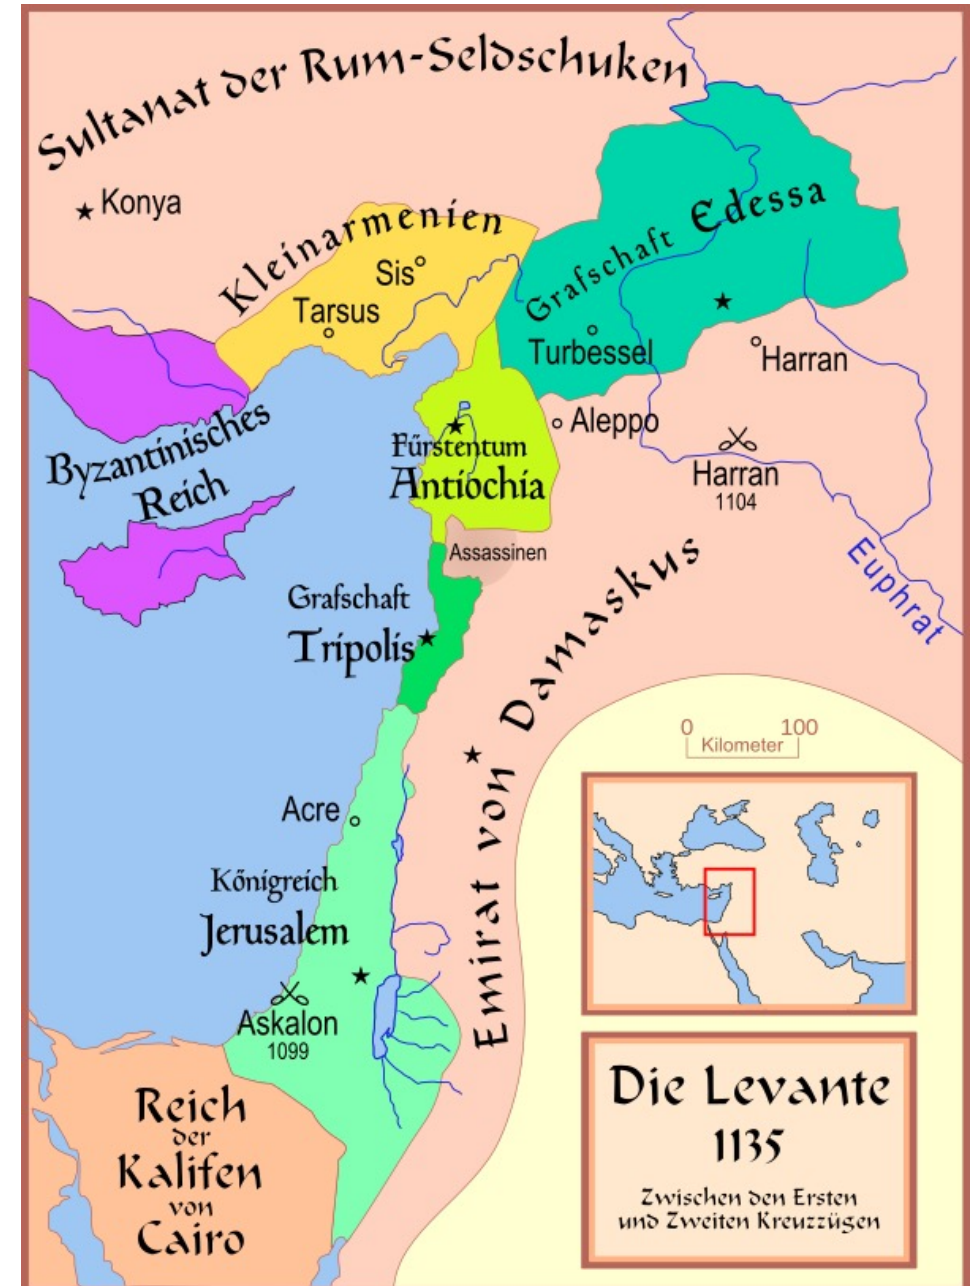 Sultanat der Rum-Seldschuken
Konya
Kleinarmenien
Sis
Tarsus
Grafschaft Edessa
Turbessel
Harran
Aleppo
Byzantinisches
Reich
Fürstentum
Antiochia
Harran
1104
Assassinen
Euphrat
Grafschaft
Tripolis
Emirat von Damaskus
0 100
Kilometer
Acre
Königreich
Jerusalem
Askalon
1099
Reich
der
Kalifen
von
Cairo
Die Levante
1135
Zwischen den Ersten
und Zweiten Kreuzzügen